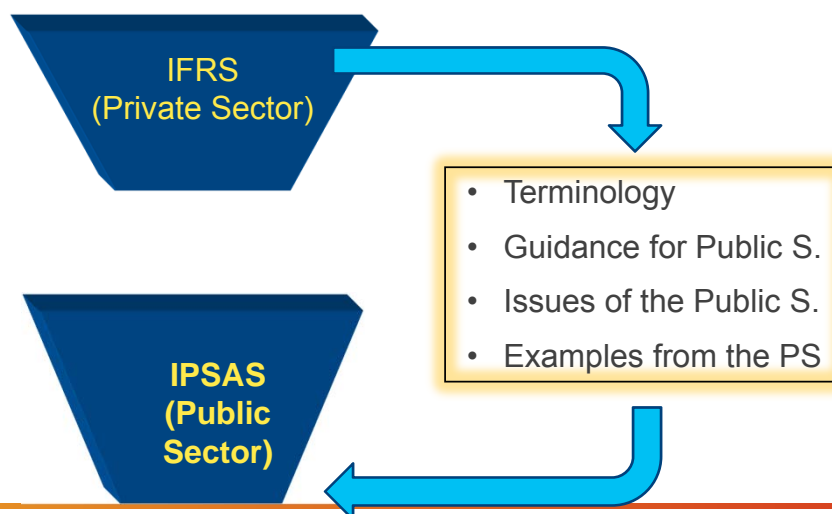 IFRS
(Private Sector)
• Terminology
• Guidance for Public S.
• Issues of the Public S.
• Examples from the PS
IPSAS
(Public
Sector)